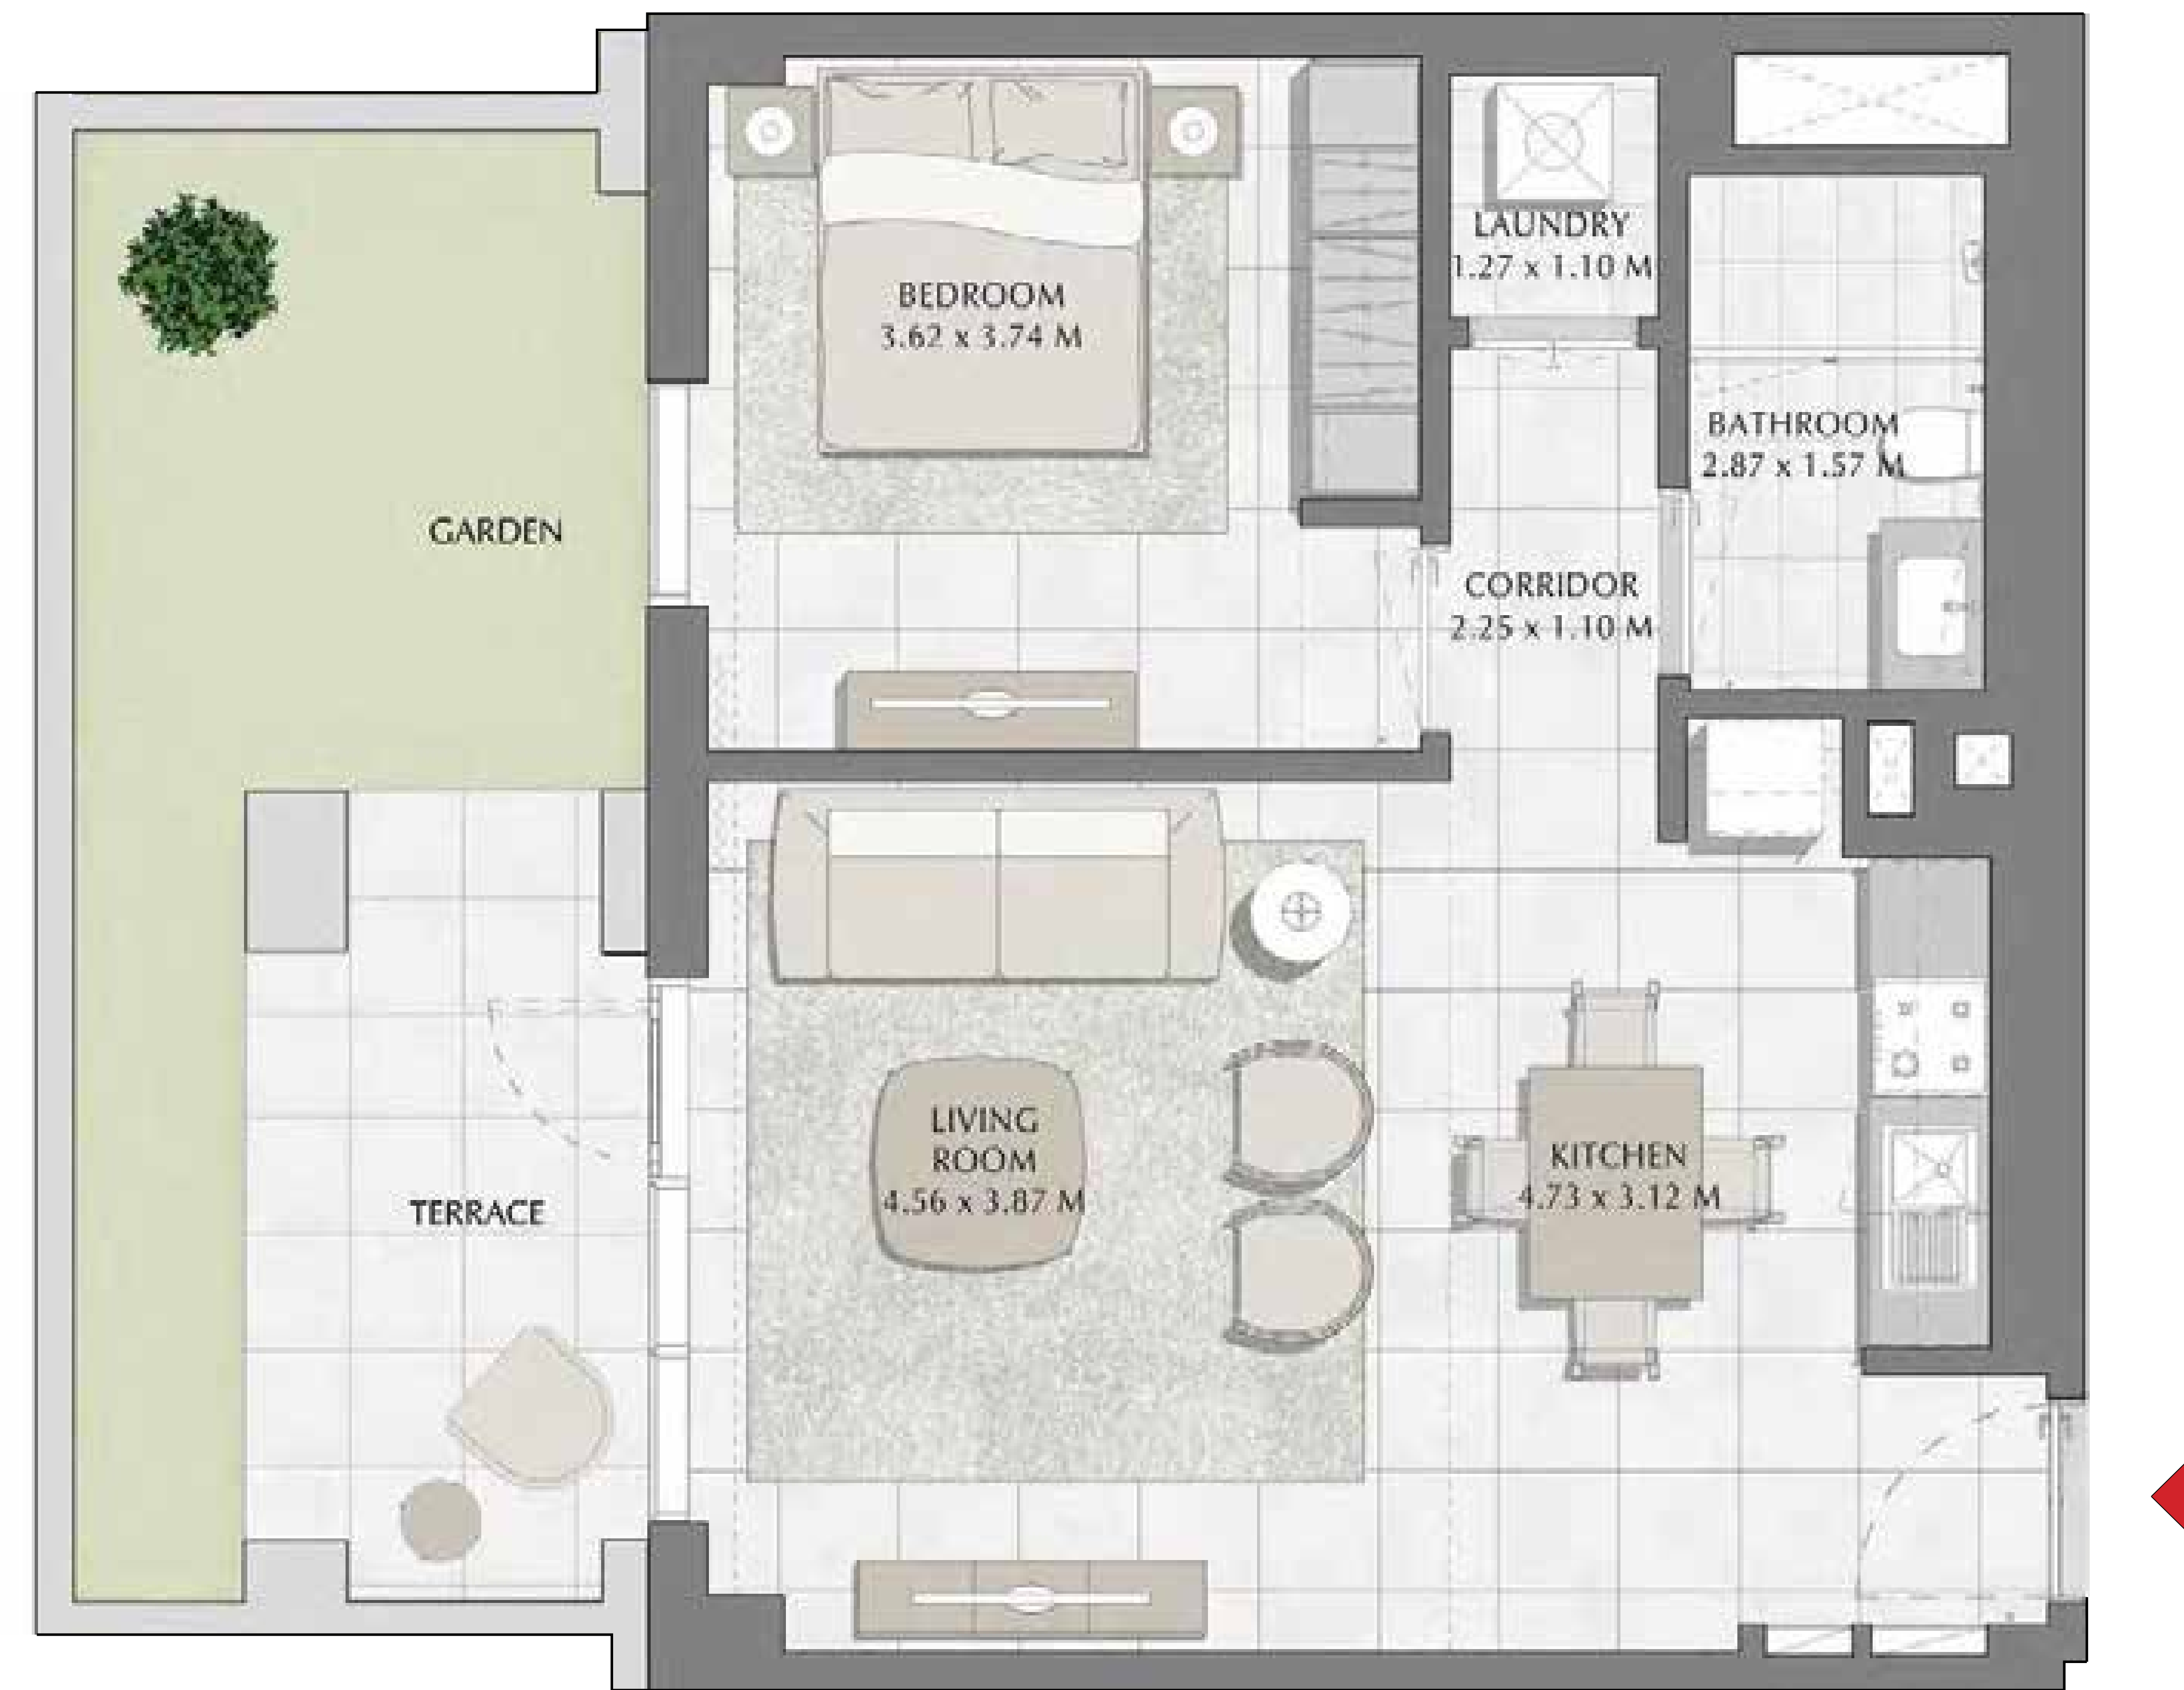 LAUNDRY
1.27 x 1.10 M
BEDROOM
3.62 x 3.74 M
BATHROOM
2.87 x 1.57 M
GARDEN
CORRIDOR
2.25 x 1.10 M
LIVING
ROOM
4.56 x 3.87 M
KITCHEN
4.73 x 3.12 M
TERRACE